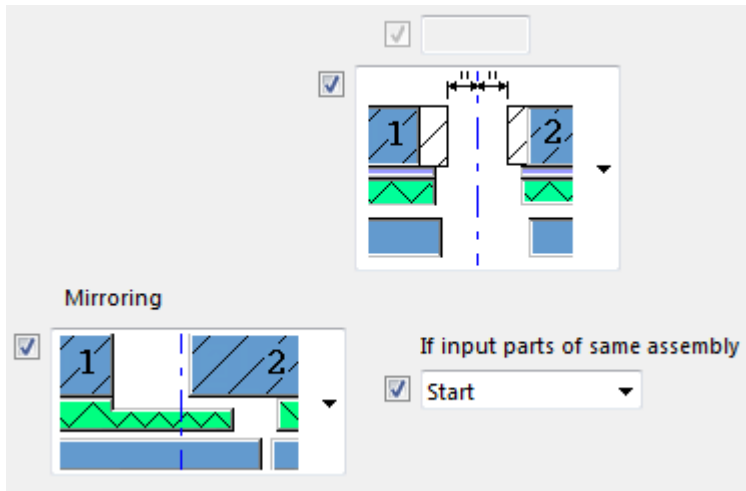 " "
1 2
Mirroring
1 2
If input parts of same assembly
Start